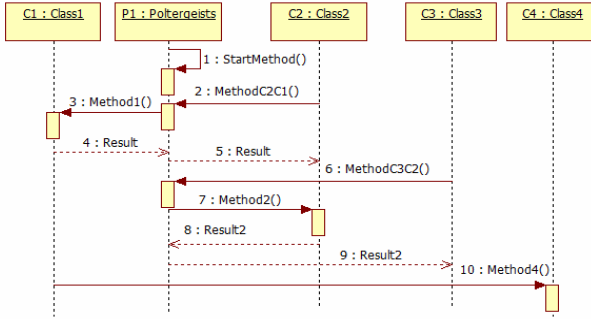 C1 : Class1
P1 : Poltergeists
C2 : Class2
C3 : Class3
C4 : Class4
1 : StartMethod()
2 : MethodC2C1()
3 : Method1()
4 : Result
5 : Result
6 : MethodC3C2()
7 : Method2()
8 : Result2
9 : Result2
10 : Method4()